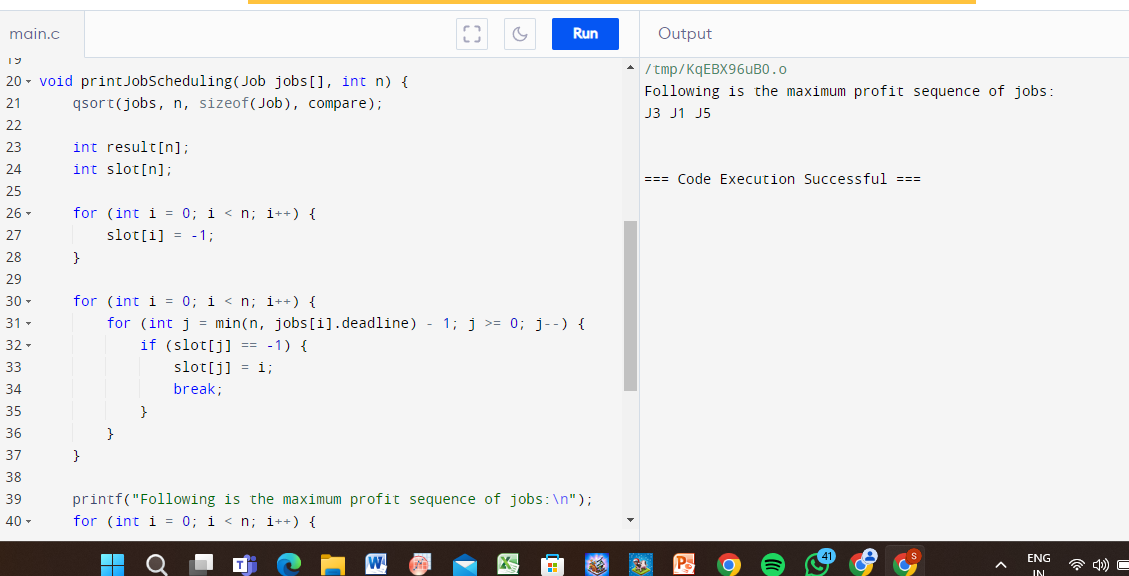 main.c
Run
Output
19
20 void printJobScheduling(Job jobs[], int n) {
21 qsort(jobs, n, sizeof(Job), compare);
22
23 int result[n];
24 int slot[n];
25
26 for (int i = 0; i < n; i++) {
27 slot[i] = -1;
28 }
29
30 for (int i = 0; i < n; i++) {
31 for (int j = min(n, jobs[i].deadline) - 1; j >= 0; j--) {
32 if (slot[j] == -1) {
33 slot[j] = i;
34 break;
35 }
36 }
37 }
38
39 printf("Following is the maximum profit sequence of jobs:\n");
40 for (int i = 0; i < n; i++) {
/tmp/KqEBX96uBO.o
Following is the maximum profit sequence of jobs:
J3 J1 J5
=== Code Execution Successful ===
41
S
ENG
IN